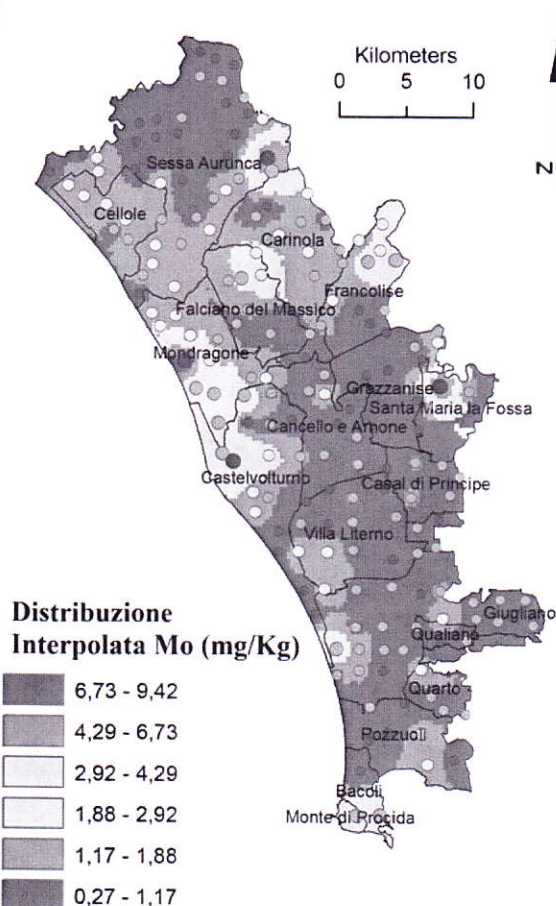 Kilometers
0 5 10
N
Sessa Aurunca
Cellole
Carinola
Francolise
Falciano del Massico
Mondragone
Grazzanise
Santa Maria la Fossa
Cancello e Arnone
Castelvolturno
Casal di Principe
Villa Literno
Giugliano
Qualiano
Quarto
Pozzuoli
Bacoli
Monte di Procida
Distribuzione
Interpolata Mo (mg/Kg)
6,73 - 9,42
4,29 - 6,73
2,92 - 4,29
1,88 - 2,92
1,17 - 1,88
0,27 - 1,17